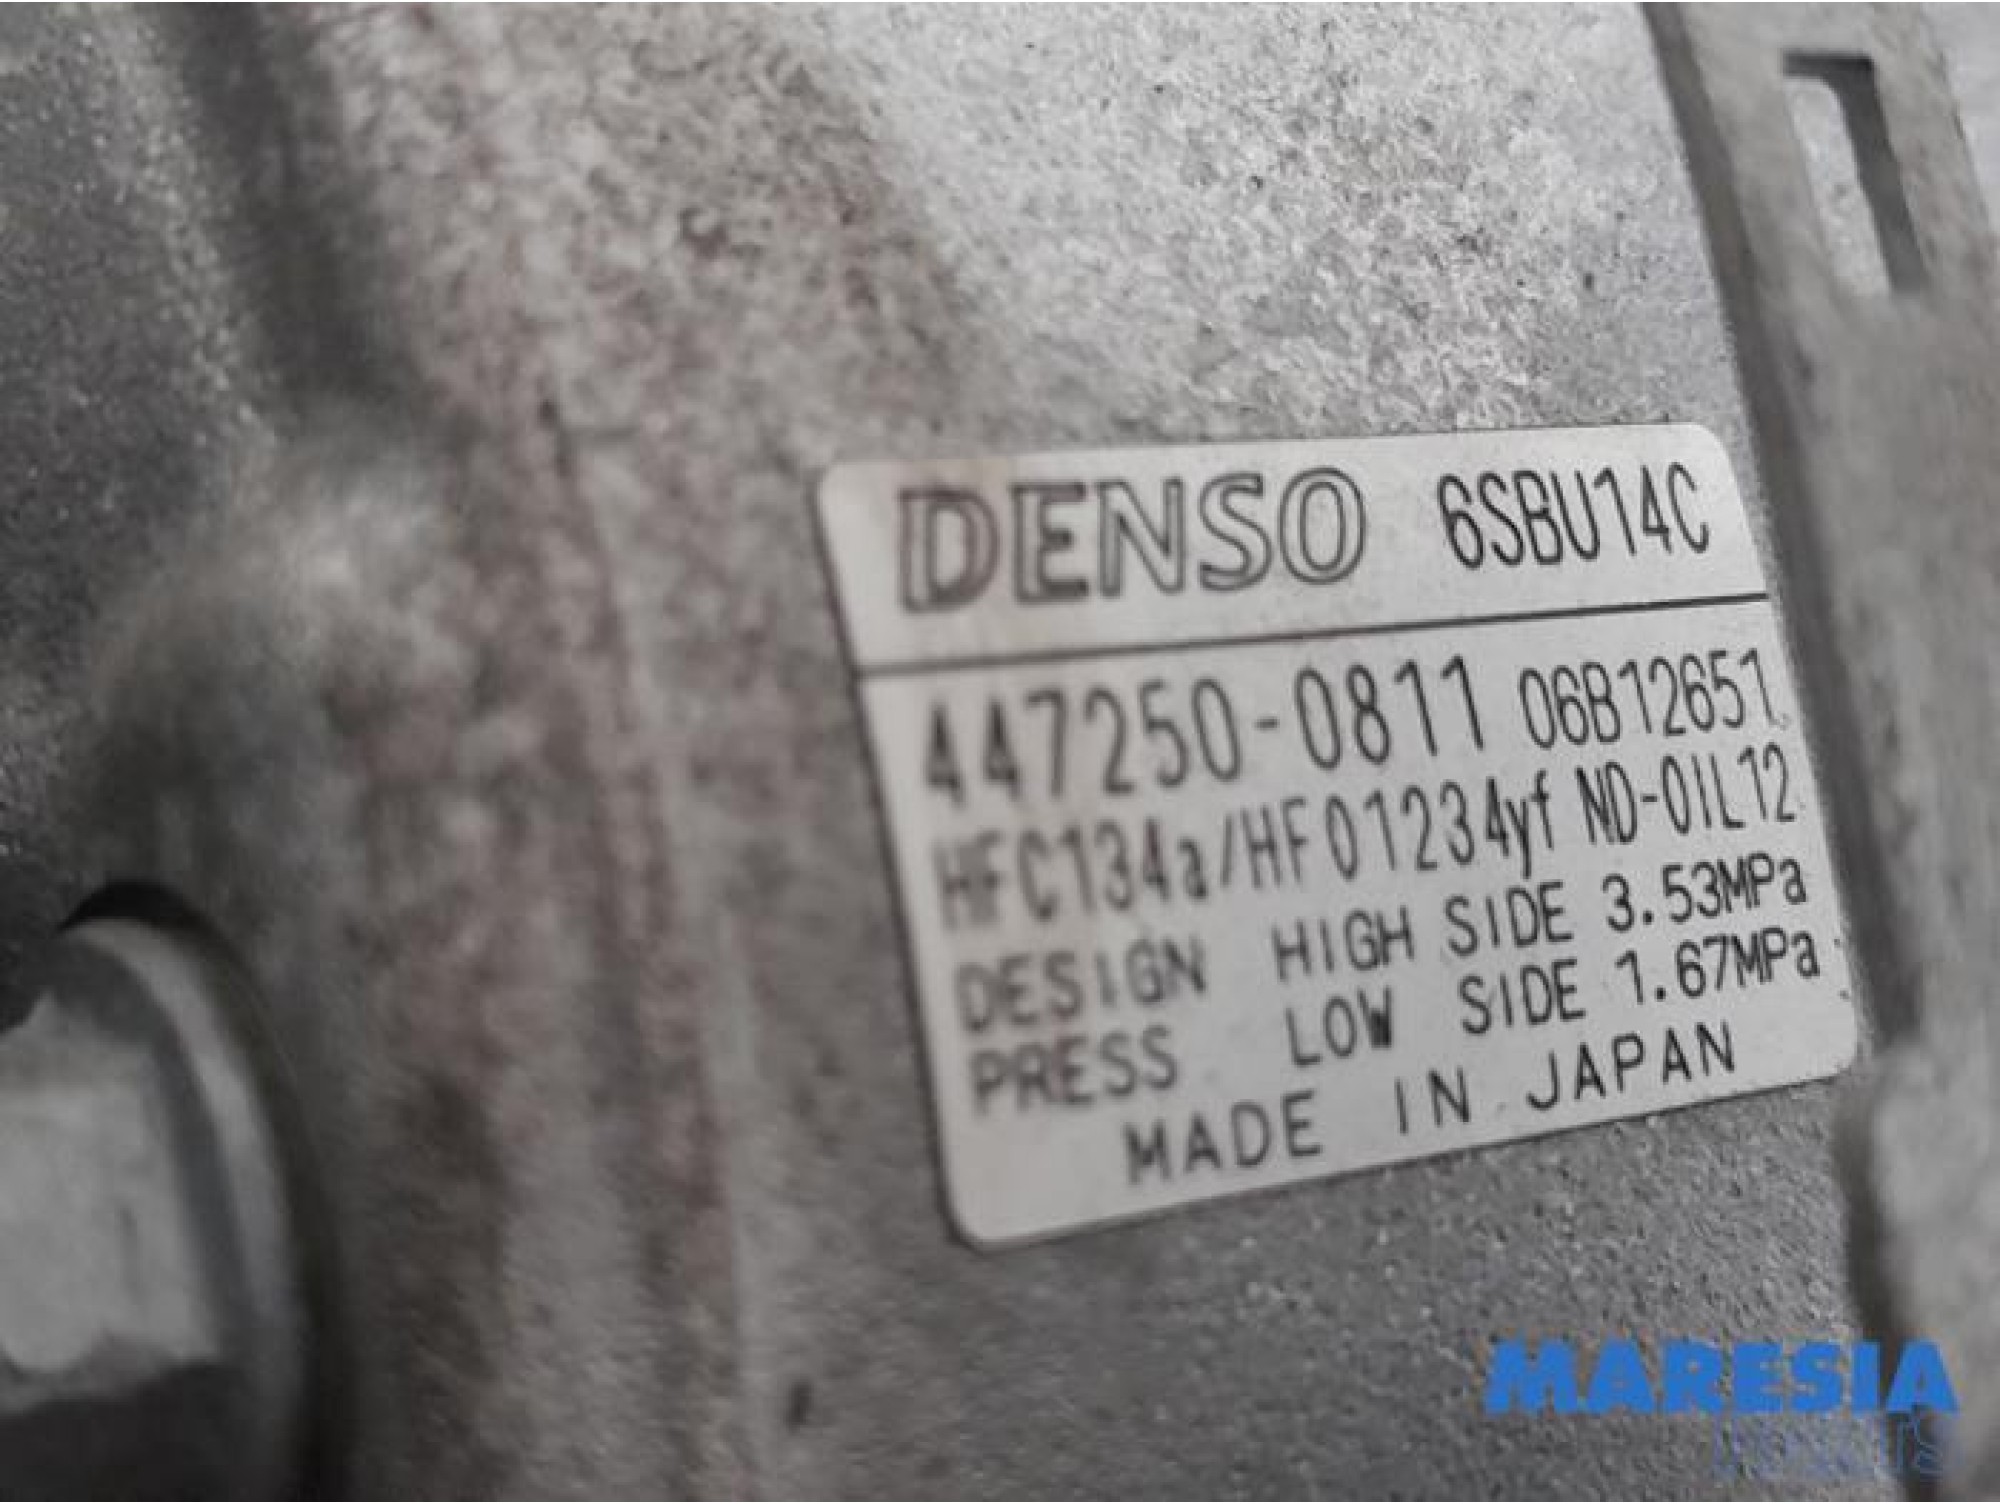 DENSO 6SBU14C
447250-0811 06B12651
HFC134a/HFO1234yf ND-OIL12
DESIGN HIGH SIDE 3.53MPa
PRESS LOW SIDE 1.67MPa
MADE IN JAPAN
MARESIA
PARTS